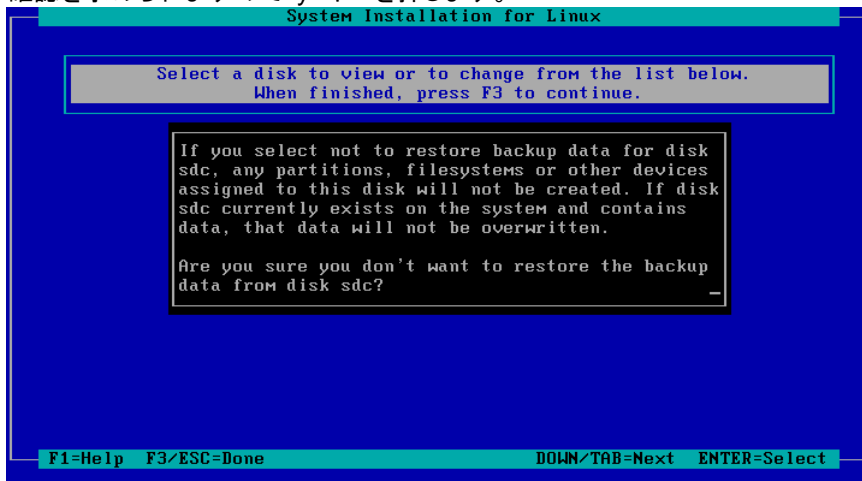 System Installation for Linux
Select a disk to view or to change from the list below.
When finished, press F3 to continue.
If you select not to restore backup data for disk
sdc, any partitions, filesystems or other devices
assigned to this disk will not be created. If disk
sdc currently exists on the system and contains
data, that data will not be overwritten.
Are you sure you don't want to restore the backup
data from disk sdc? _
F1=Help F3/ESC=Done DOWN/TAB=Next ENTER=Select